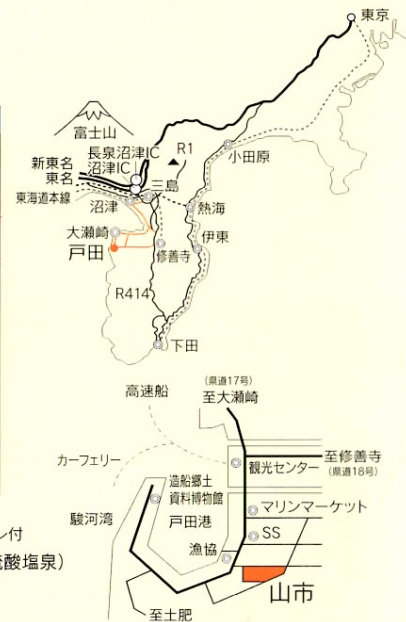 東京
富士山
R1
長泉沼津IC
新東名
沼津IC
東名
小田原
三島
東海道本線
沼津
熱海
大瀬崎
伊東
戸田
修善寺
R414
下田
高速船
(県道17号)
至大瀬崎
カーフェリー
至修善寺
(県道18号)
観光センター
造船郷土
資料博物館
マリンマーケット
駿河湾
戸田港
SS
ン付
漁協
硫酸塩泉)
山市
至土肥